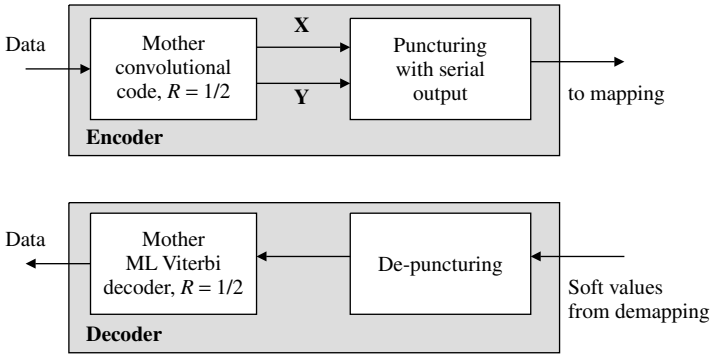 Data
Mother
convolutional
code, R = 1/2
X
Y
Puncturing
with serial
output
to mapping
Encoder
Data
Mother
ML Viterbi
decoder, R = 1/2
De-puncturing
Soft values
from demapping
Decoder